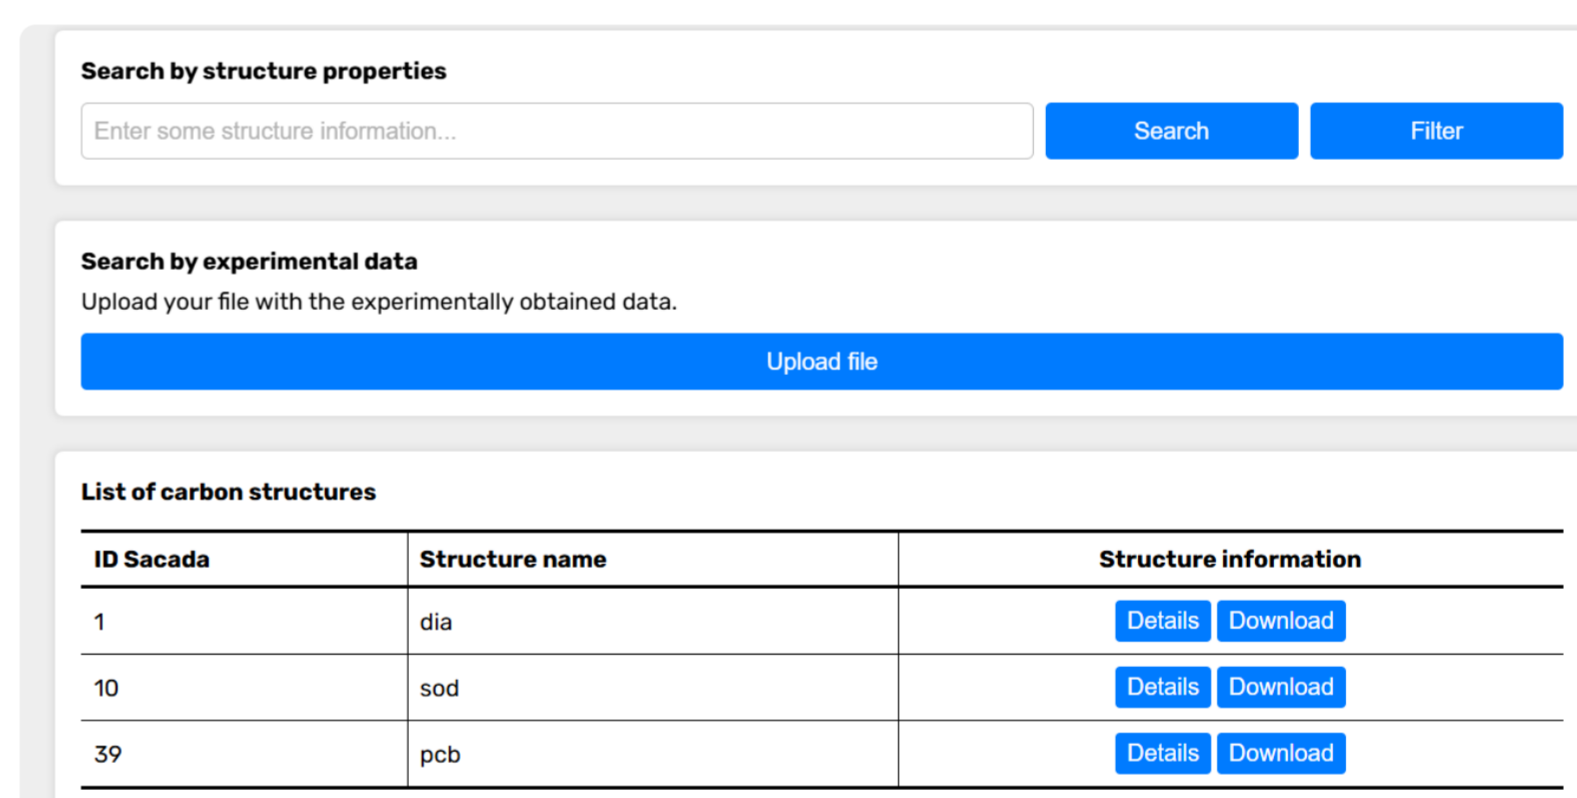 Search by structure properties
Enter some structure information... Search Filter
Search by experimental data
Upload your file with the experimentally obtained data.
Upload file
List of carbon structures
ID Sacada Structure name Structure information
1 dia Details Download
10 sod Details Download
39 pcb Details Download